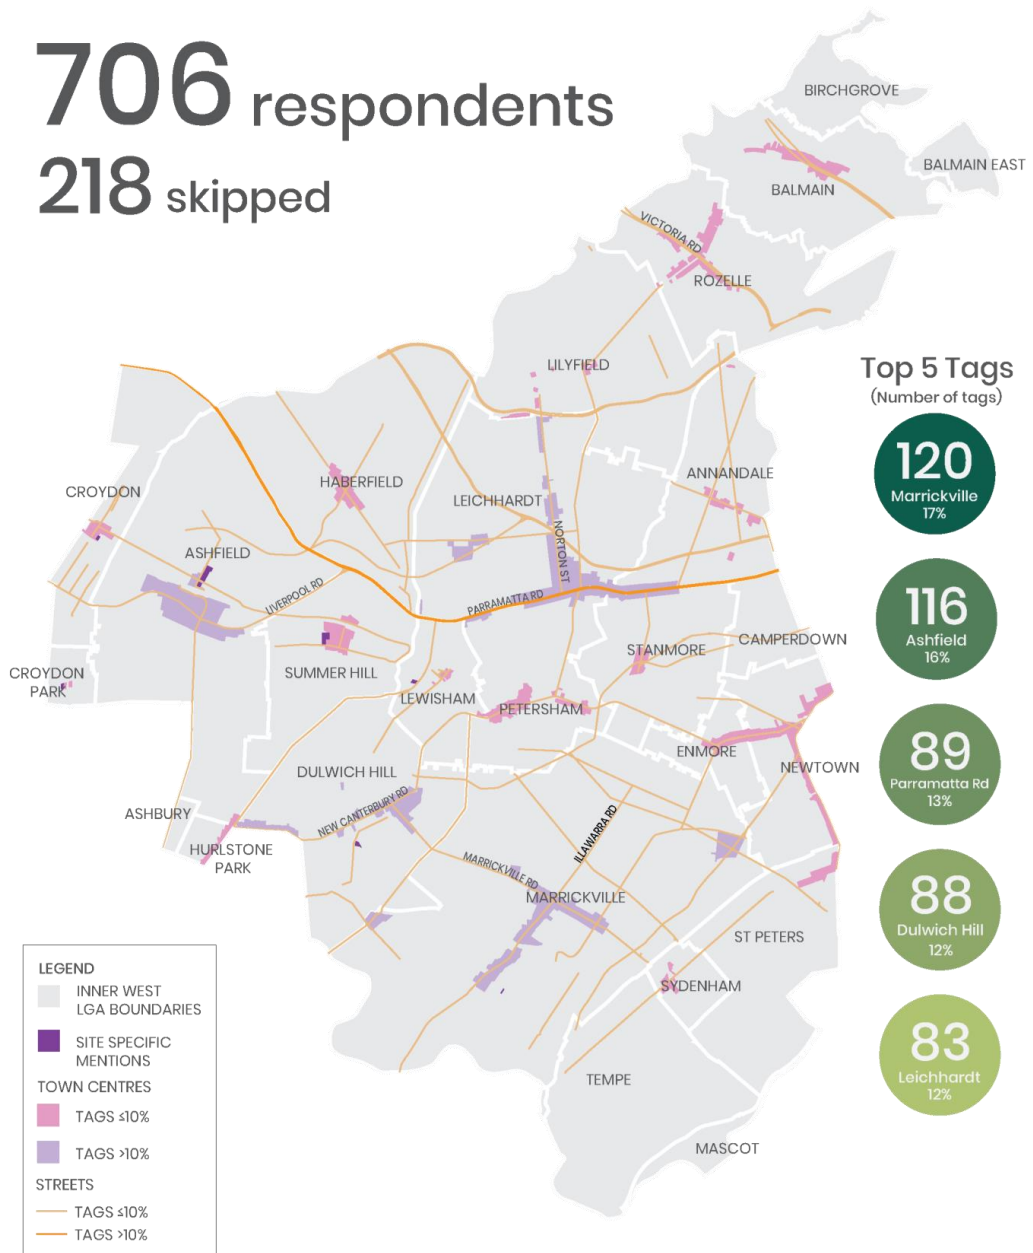 706 respondents
218 skipped
BIRCHGROVE
BALMAIN EAST
BALMAIN
VICTORIA RD
ROZELLE
LILYFIELD
Top 5 Tags
(Number of tags)
120
Marrickville
17%
116
Ashfield
16%
89
Parramatta Rd
13%
88
Dulwich Hill
12%
83
Leichhardt
12%
CROYDON
HABERFIELD
LEICHHARDT
ANNANDALE
NORTON ST
ASHFIELD
LIVERPOOL RD
PARRAMATTA RD
CAMPERDOWN
STANMORE
CROYDON
PARK
SUMMER HILL
LEWISHAM
PETERSHAM
ENMORE
NEWTOWN
DULWICH HILL
NEW CANTERBURY RD
ASHBURY
HURLSTONE
PARK
ILLAWARRA RD
MARRICKVILLE RD
MARRICKVILLE
ST PETERS
SYDENHAM
TEMPE
MASCOT
LEGEND
INNER WEST
LGA BOUNDARIES
SITE SPECIFIC
MENTIONS
TOWN CENTRES
TAGS ≤10%
TAGS >10%
STREETS
TAGS ≤10%
TAGS >10%